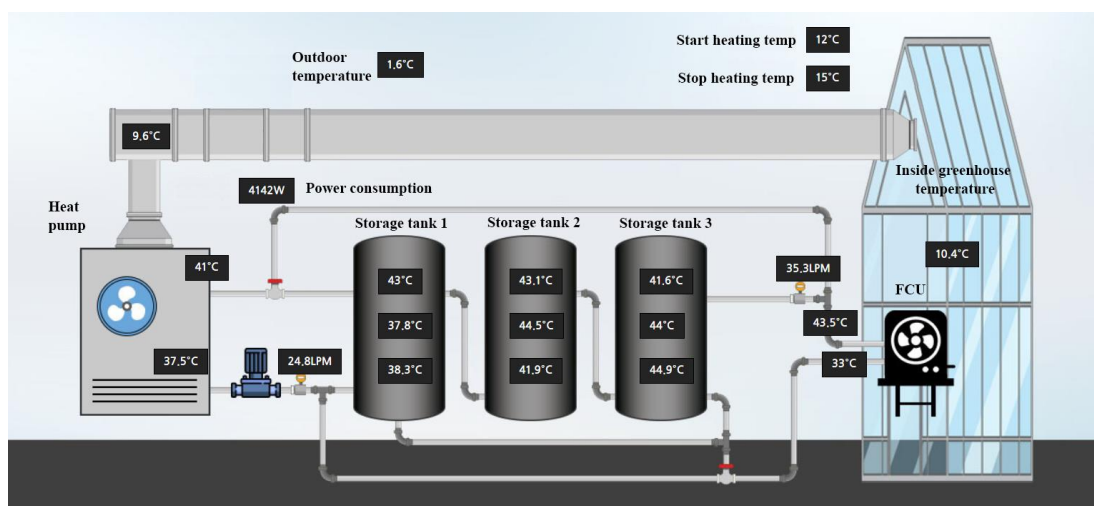 Start heating temp 12°C
Outdoor
temperature 1,6°C
Stop heating temp 15°C
9,6°C
Inside greenhouse
temperature
4142W Power consumption
Heat
pump
Storage tank 1 Storage tank 2 Storage tank 3
10,4°C
41°C
35,3LPM
43°C 43,1°C 41,6°C
FCU
37,8°C 44,5°C 44°C
43,5°C
37,5°C 24,8LPM
33°C
38,3°C 41,9°C 44,9°C